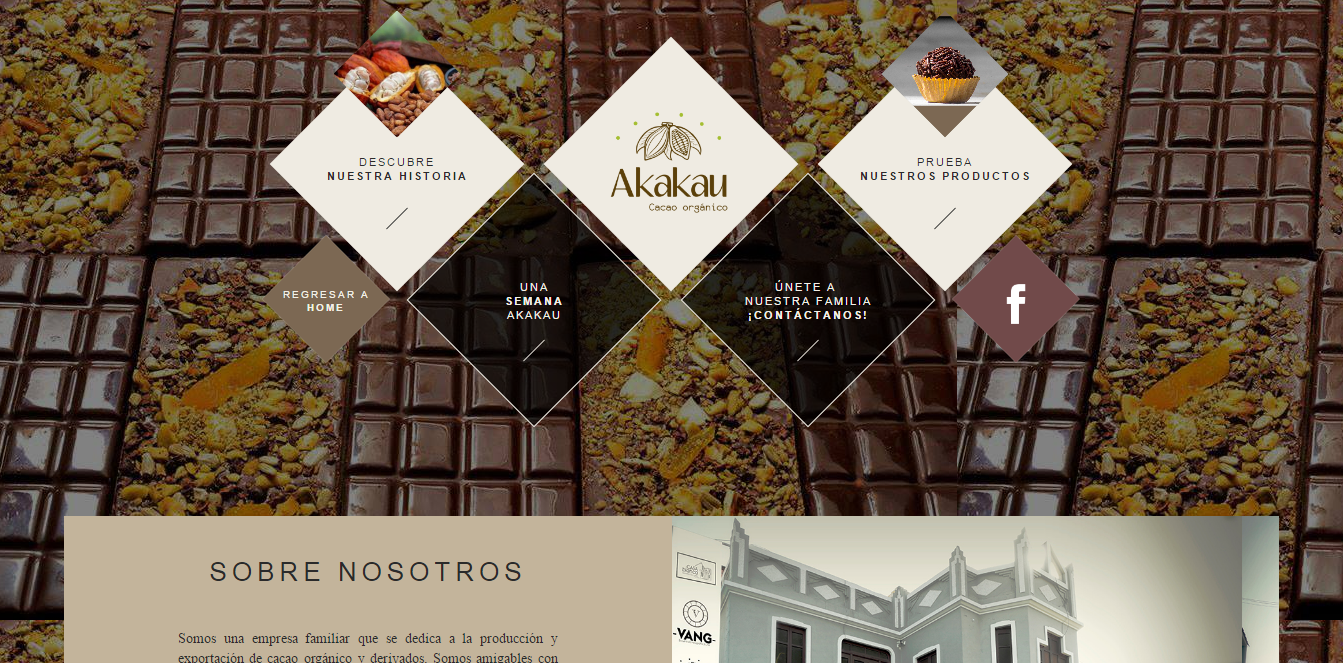 DESCUBRE
NUESTRA HISTORIA
Akakau
Cacao orgánico
PRUEBA
NUESTROS PRODUCTOS
REGRESAR A
HOME
UNA
SEMANA
AKAKAU
ÚNETE A
NUESTRA FAMILIA
¡CONTÁCTANOS!
f
SOBRE NOSOTROS
Somos una empresa familiar que se dedica a la producción y
exportación de cacao orgánico y derivados. Somos amigables con
V
-VANG-